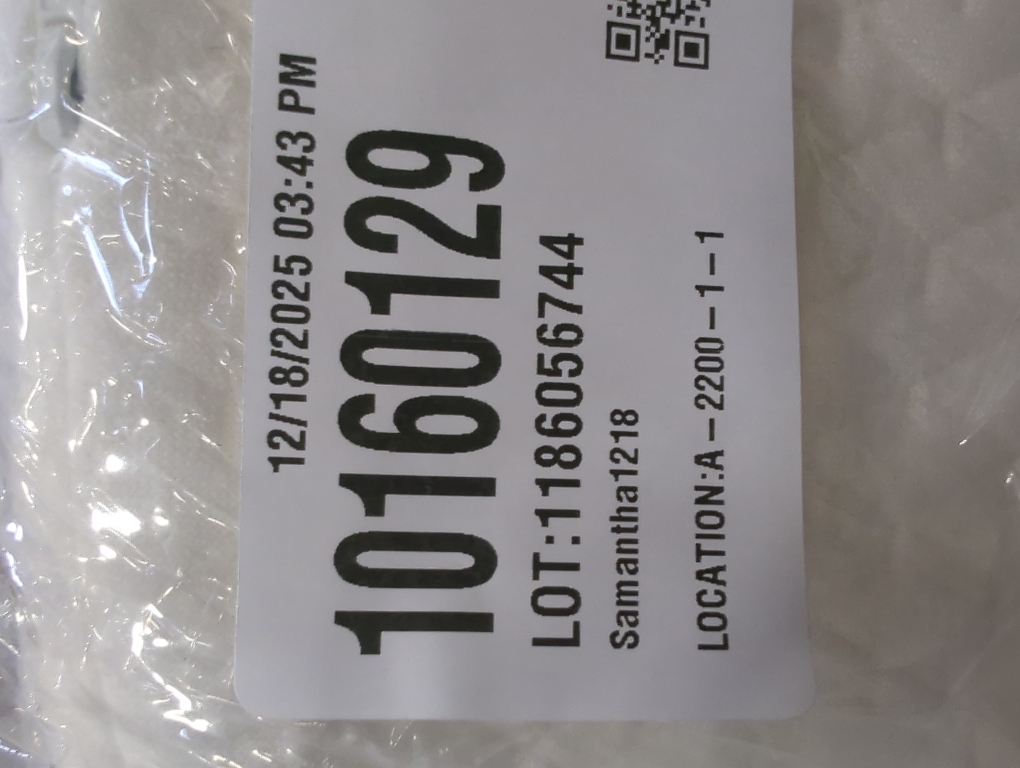 12/18/2025 03:43 PM
10160129
LOT:1186056744
Samantha1218
LOCATION:A-2200-1-1